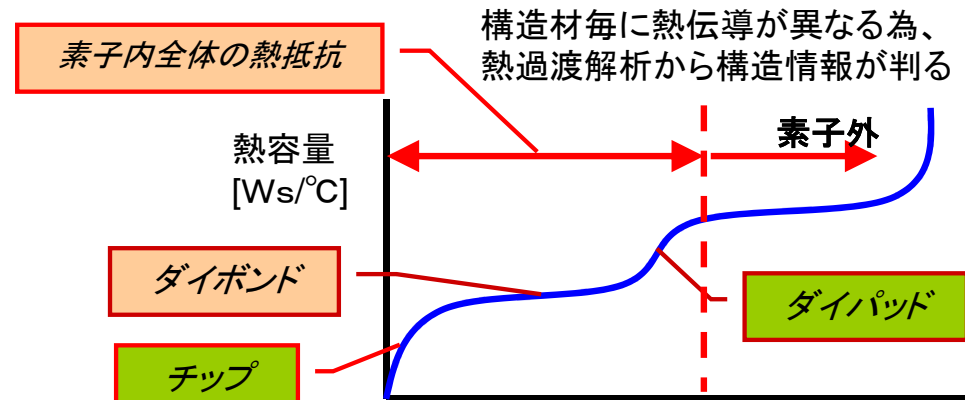 構造材毎に熱伝導が異なる為、
熱過渡解析から構造情報が判る
素子内全体の熱抵抗
素子外
熱容量
[Ws/℃]
ダイボンド
ダイパッド
チップ